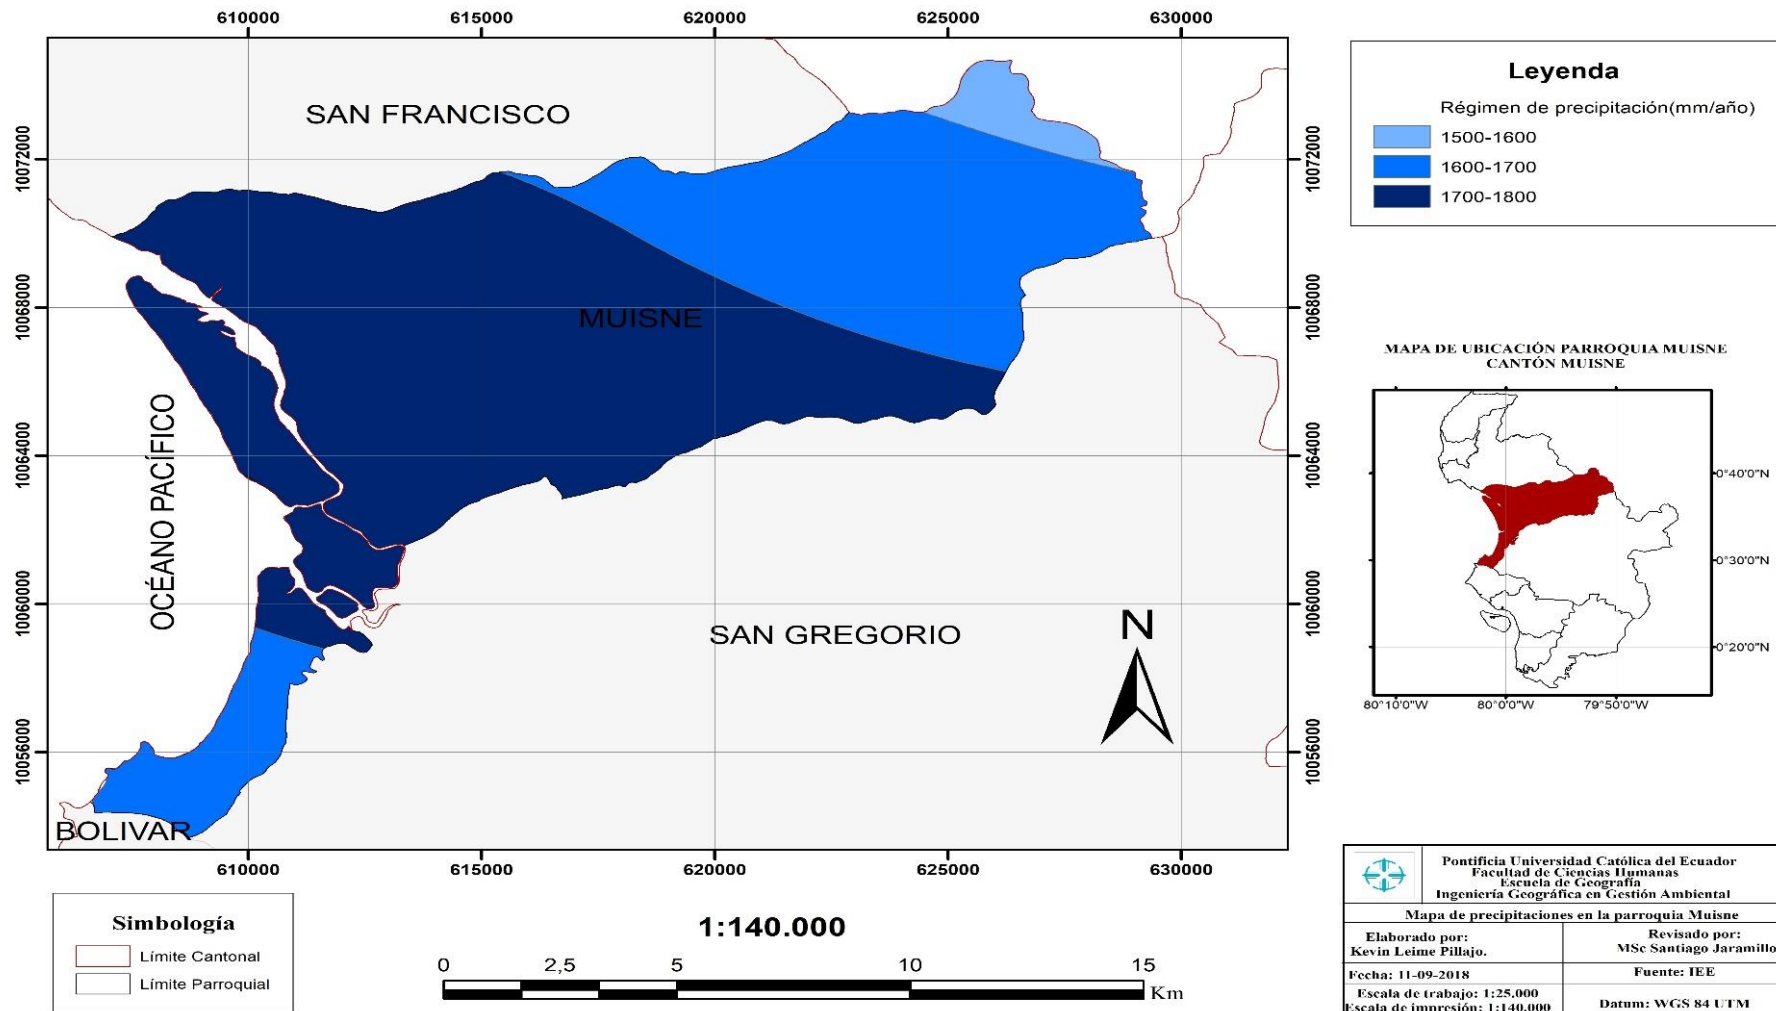 610000 615000 620000 625000 630000
10072000
10068000
10064000
10060000
10056000
SAN FRANCISCO
MUISNE
OCÉANO PACÍFICO
SAN GREGORIO
BOLIVAR
N
10072000
10068000
10064000
10060000
10056000
610000 615000 620000 625000 630000
Leyenda
Régimen de precipitación(mm/año)
1500-1600
1600-1700
1700-1800
MAPA DE UBICACIÓN PARROQUIA MUISNE
CANTÓN MUISNE
0°40'0"N
0°30'0"N
0°20'0"N
80°10'0"W 80°0'0"W 79°50'0"W
Simbología
Límite Cantonal
Límite Parroquial
1:140.000
0 2,5 5 10 15
Km
Pontificia Universidad Católica del Ecuador
Facultad de Ciencias Humanas
Escuela de Geografía
Ingeniería Geográfica en Gestión Ambiental
Mapa de precipitaciones en la parroquia Muisne
Elaborado por:
Kevin Leime Pillajo.
Revisado por:
MSc Santiago Jaramillo
Fecha: 11-09-2018
Fuente: IEE
Escala de trabajo: 1:25.000
Escala de impresión: 1:140.000
Datum: WGS 84 UTM